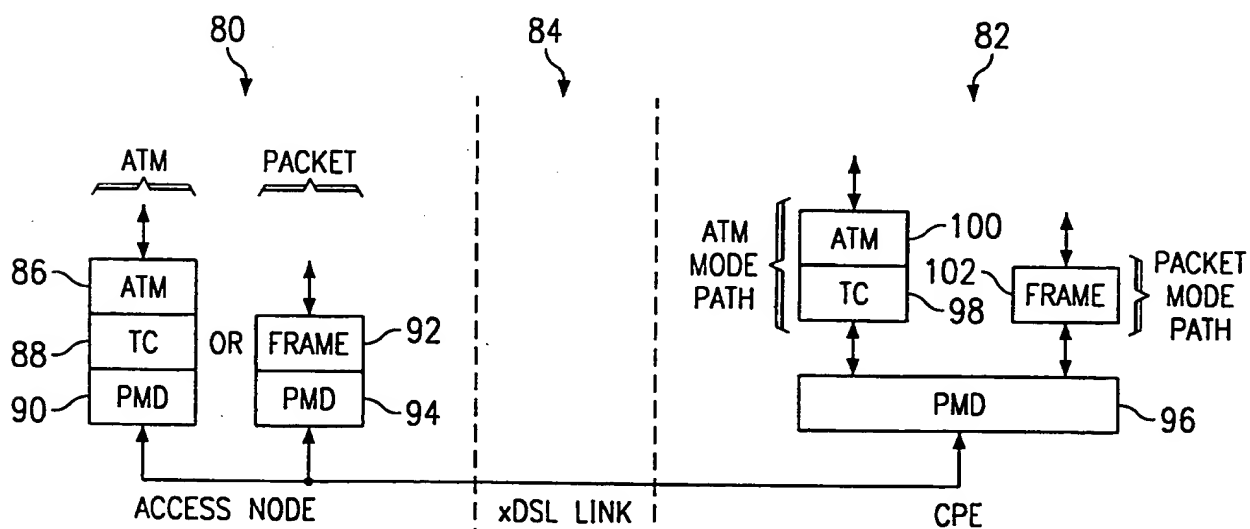 80
84
82
ATM
PACKET
86
ATM
88
TC
OR
FRAME
92
90
PMD
PMD
94
ACCESS NODE
xDSL LINK
ATM
MODE
PATH
ATM
100
TC
98
102
FRAME
PACKET
MODE
PATH
PMD
96
CPE